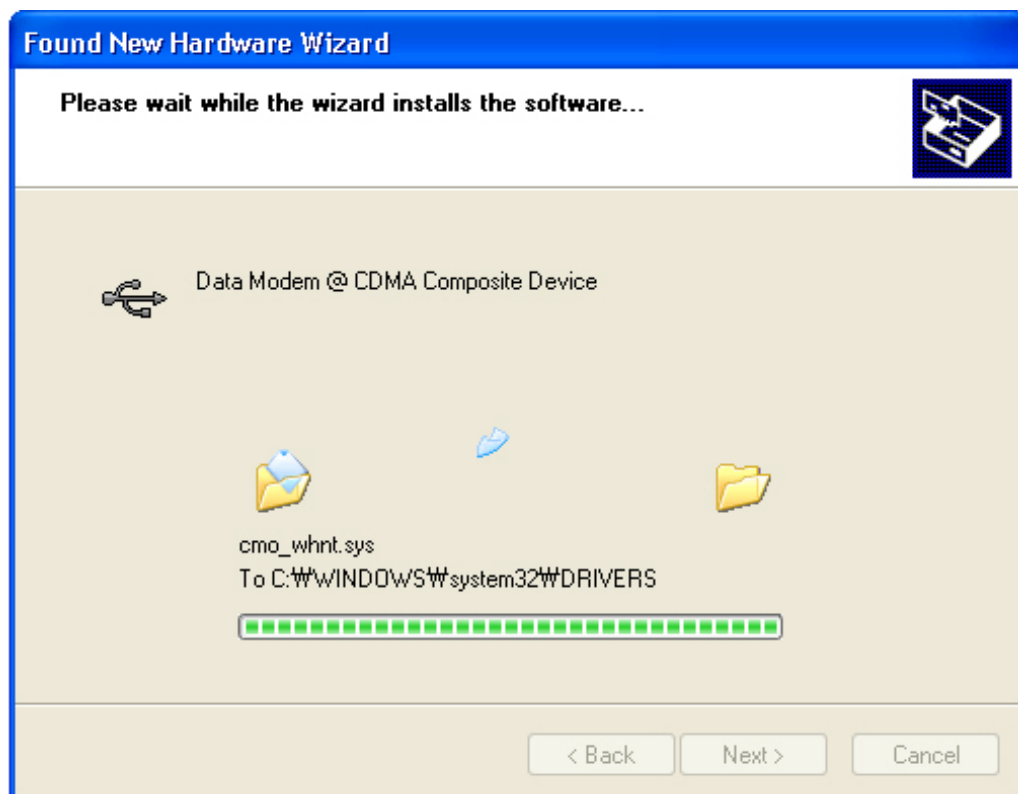 Found New Hardware Wizard
Please wait while the wizard installs the software...
Data Modem @ CDMA Composite Device
cmo_whnt.sys
To C:₩WINDOWS₩system32₩DRIVERS
< Back Next > Cancel